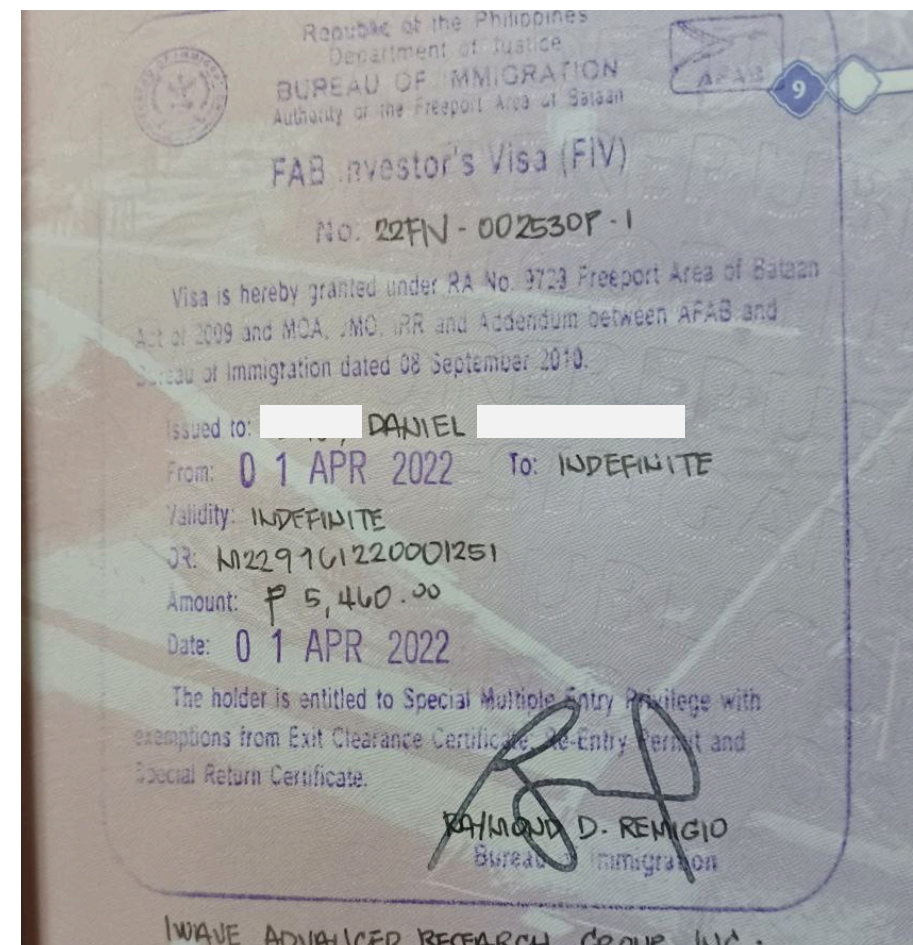 Republic of the Philippines
Department of Justice
BUREAU OF IMMIGRATION
Authority of the Freeport Area of Bataan
AFAB
9
FAB Investor's Visa (FIV)
No. 22FIV - 002530P - 1
Visa is hereby granted under RA No. 9728 Freeport Area of Bataan
Act of 2009 and MOA, JMC, IRR and Addendum between AFAB and
Bureau of Immigration dated 08 September 2010.
Issued to: DANIEL
From: 01 APR 2022 To: INDEFINITE
Validity: INDEFINITE
OR: M229161220001251
Amount: ₱ 5,460.00
Date: 01 APR 2022
The holder is entitled to Special Multiple Entry Privilege with
exemptions from Exit Clearance Certificate, Re-Entry Permit and
Special Return Certificate.
RAYMOND D. REMIGIO
Bureau of Immigration
IWAVE ADVANCED RESEARCH GROUP INC.